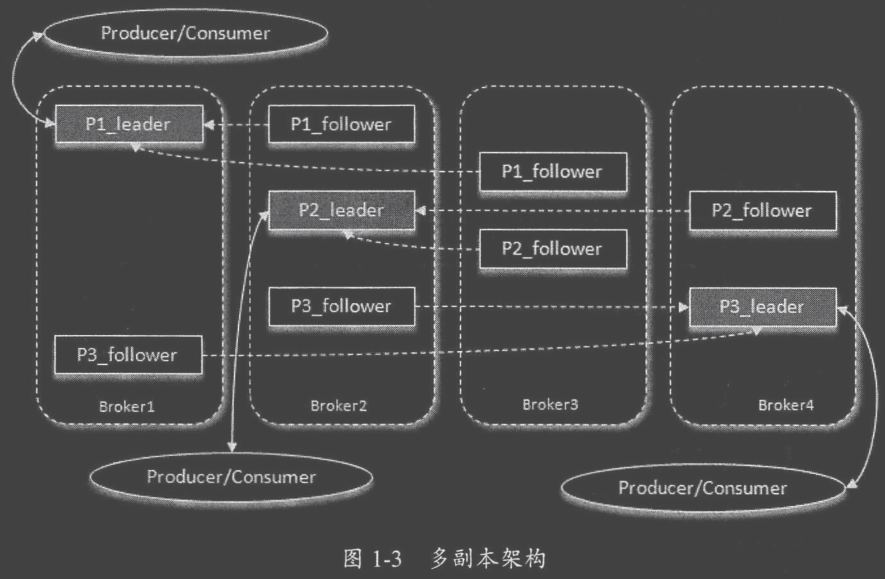 Producer/Consumer
P1_leader
P1_follower
P1_follower
P2_leader
P2_follower
P2_follower
P3_follower
P3_leader
P3_follower
Broker1
Broker2
Broker3
Broker4
Producer/Consumer
Producer/Consumer
图 1-3 多副本架构